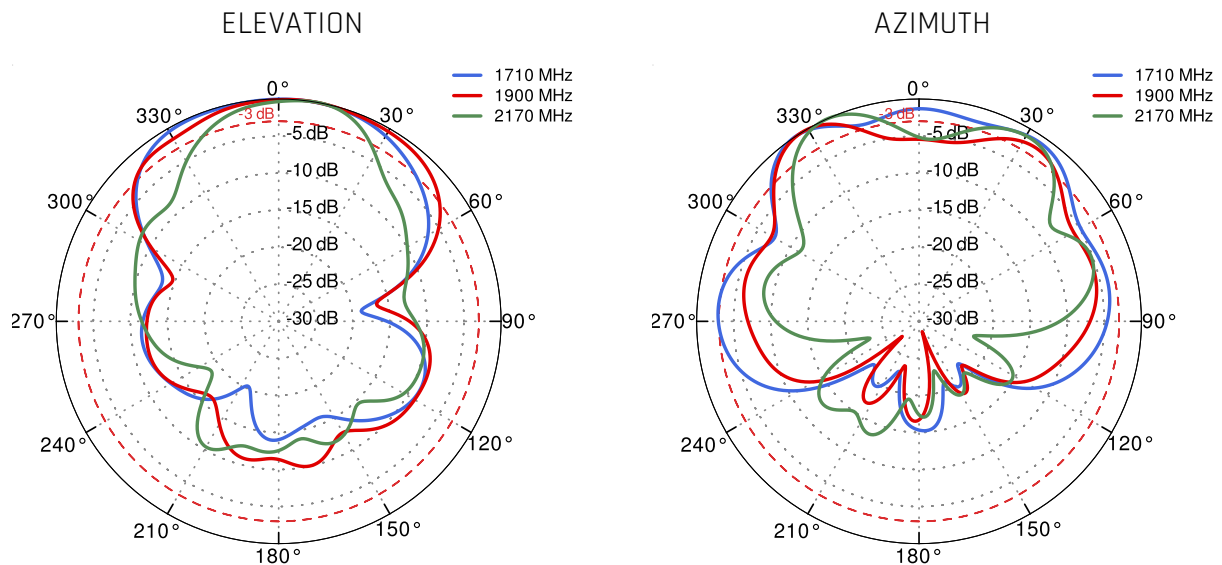 ELEVATION
1710 MHz
1900 MHz
2170 MHz
0°
330°
30°
-3 dB
-5 dB
-10 dB
300°
60°
-15 dB
-20 dB
-25 dB
270°
-30 dB
90°
240°
120°
210°
150°
180°
AZIMUTH
1710 MHz
1900 MHz
2170 MHz
0°
330°
30°
-3 dB
-5 dB
-10 dB
300°
60°
-15 dB
-20 dB
-25 dB
270°
-30 dB
90°
240°
120°
210°
150°
180°